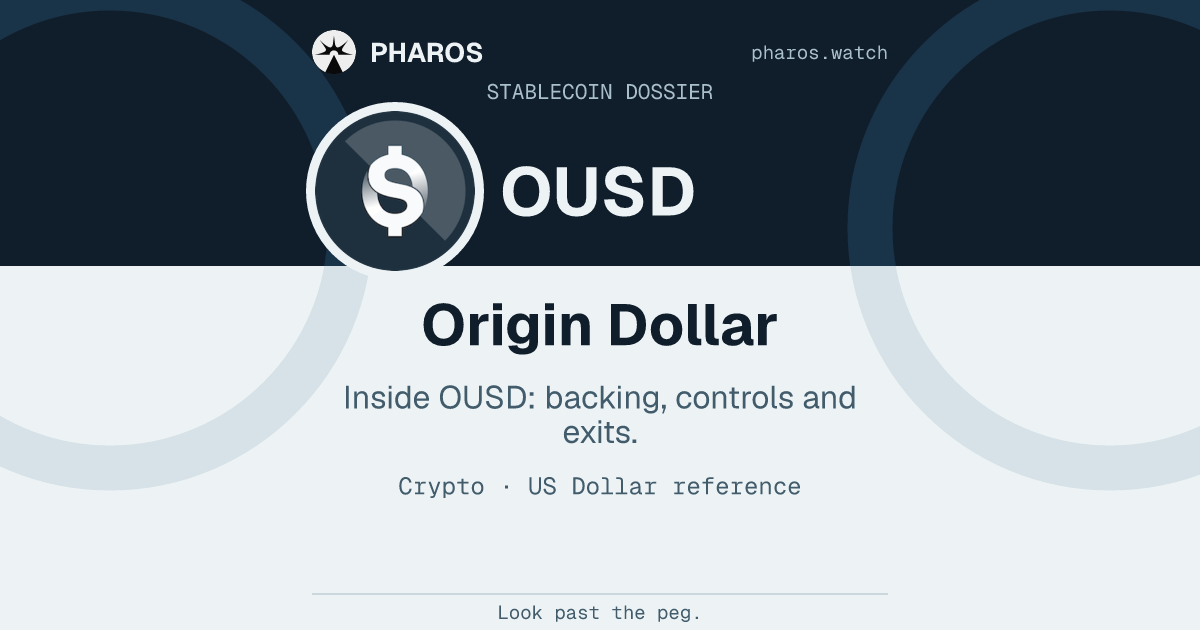 PHAROS
pharos.watch
STABLECOIN DOSSIER
$
OUSD
Origin Dollar
Inside OUSD: backing, controls and
exits.
Crypto · US Dollar reference
Look past the peg.